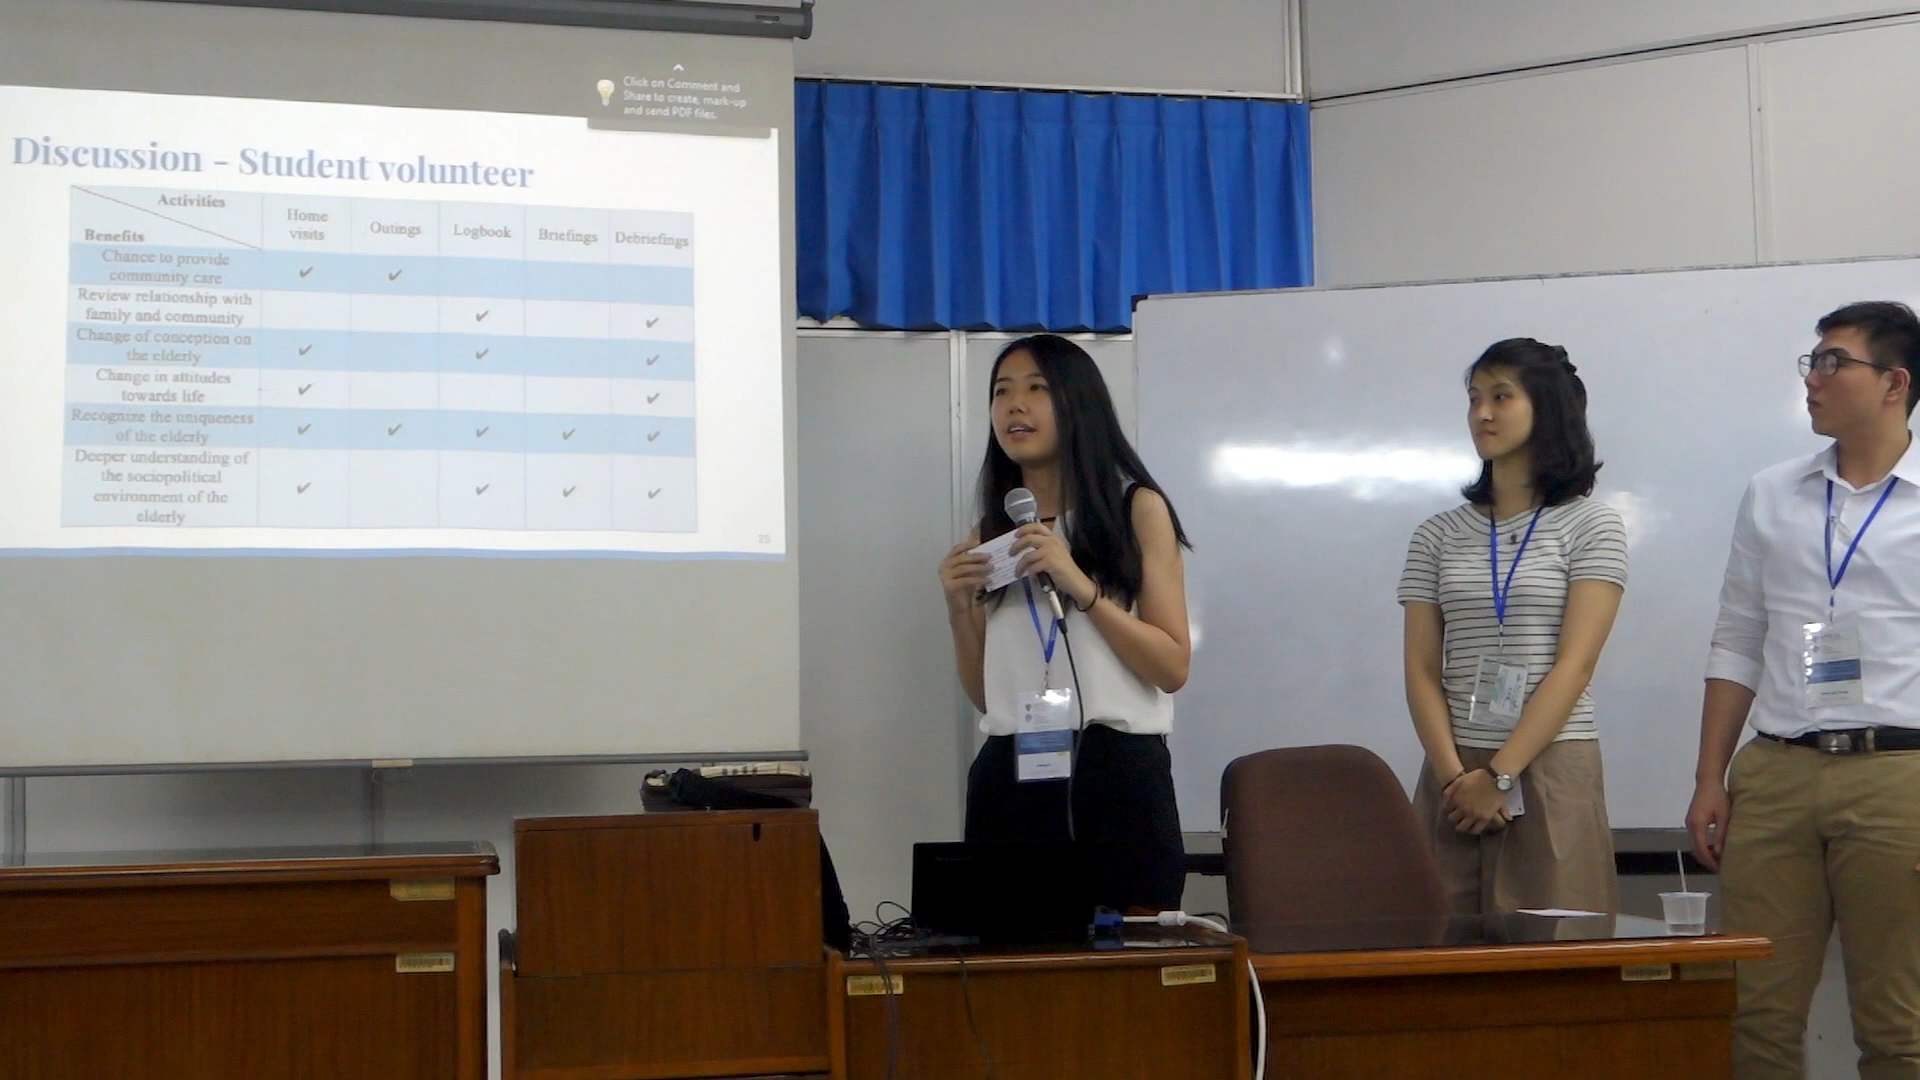 Click on Comment and
Share to create, mark-up
and send PDF files.
Discussion - Student volunteer
Activities
Benefits
Home
visits
Outings
Logbook
Briefings
Debriefings
Chance to provide
community care
✔ ✔
Review relationship with
family and community
✔ ✔
Change of conception on
the elderly
✔ ✔ ✔
Change in attitudes
towards life
✔ ✔
Recognize the uniqueness
of the elderly
✔ ✔ ✔ ✔ ✔
Deeper understanding of
the sociopolitical
environment of the
elderly
✔ ✔ ✔ ✔
25